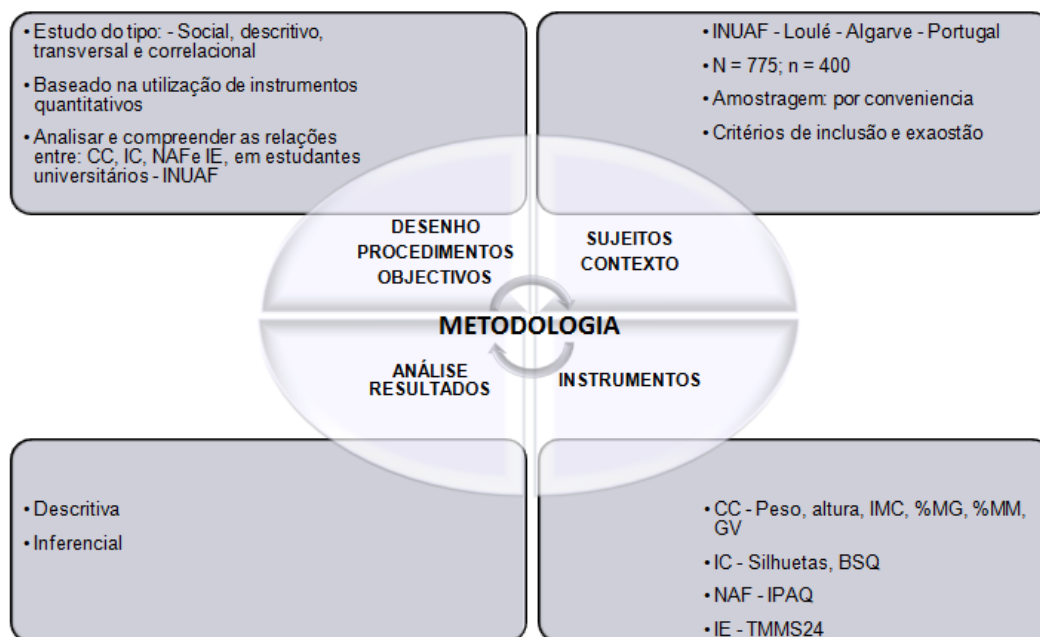 • Estudo do tipo: - Social, descritivo,
transversal e correlacional
• Baseado na utilização de instrumentos
quantitativos
• Analisar e compreender as relações
entre: CC, IC, NAFe IE, em estudantes
universitários - INUAF
• INUAF - Loulé - Algarve - Portugal
• N = 775; n = 400
• Amostragem: por conveniencia
• Critérios de inclusão e exaostão
DESENHO
PROCEDIMENTOS
OBJECTIVOS
SUJEITOS
CONTEXTO
METODOLOGIA
ANÁLISE
RESULTADOS
INSTRUMENTOS
• Descritiva
• Inferencial
• CC - Peso, altura, IMC, %MG, %MM,
GV
• IC - Silhuetas, BSQ
• NAF - IPAQ
• IE - TMMS24